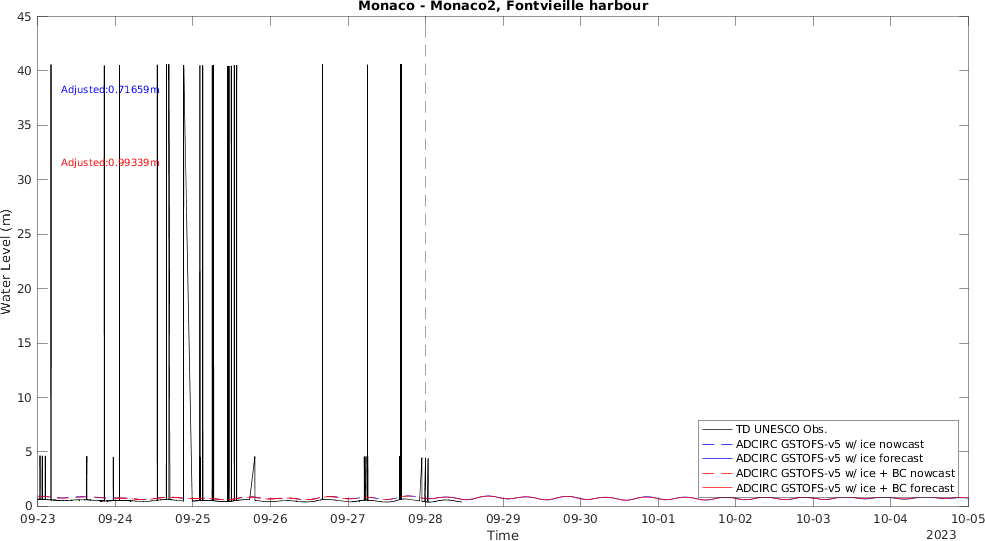 Monaco - Monaco2, Fontvieille harbour
45
40
35
30
25
20
15
10
5
0
Water Level (m)
Adjusted:0.71659m
Adjusted:0.99339m
TD UNESCO Obs.
ADCIRC GSTOFS-v5 w/ ice nowcast
ADCIRC GSTOFS-v5 w/ ice forecast
ADCIRC GSTOFS-v5 w/ ice + BC nowcast
ADCIRC GSTOFS-v5 w/ ice + BC forecast
09-23 09-24 09-25 09-26 09-27 09-28 09-29 09-30 10-01 10-02 10-03 10-04 10-05
Time
2023